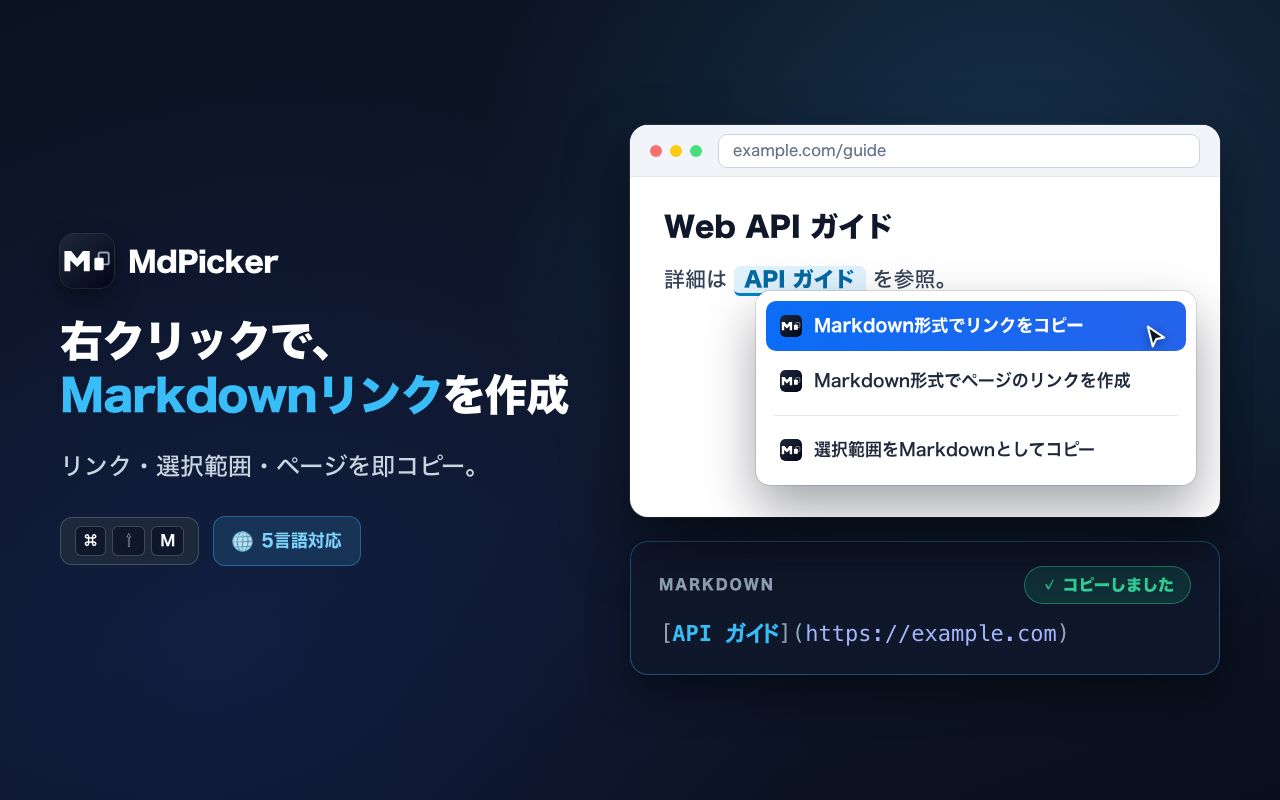 MdPicker
右クリックで、
Markdownリンクを作成
リンク・選択範囲・ページを即コピー。
⌘ ⇧ M
5言語対応
example.com/guide
Web API ガイド
詳細は API ガイド を参照。
Markdown形式でリンクをコピー
Markdown形式でページのリンクを作成
選択範囲をMarkdownとしてコピー
MARKDOWN
✓ コピーしました
[API ガイド](https://example.com)